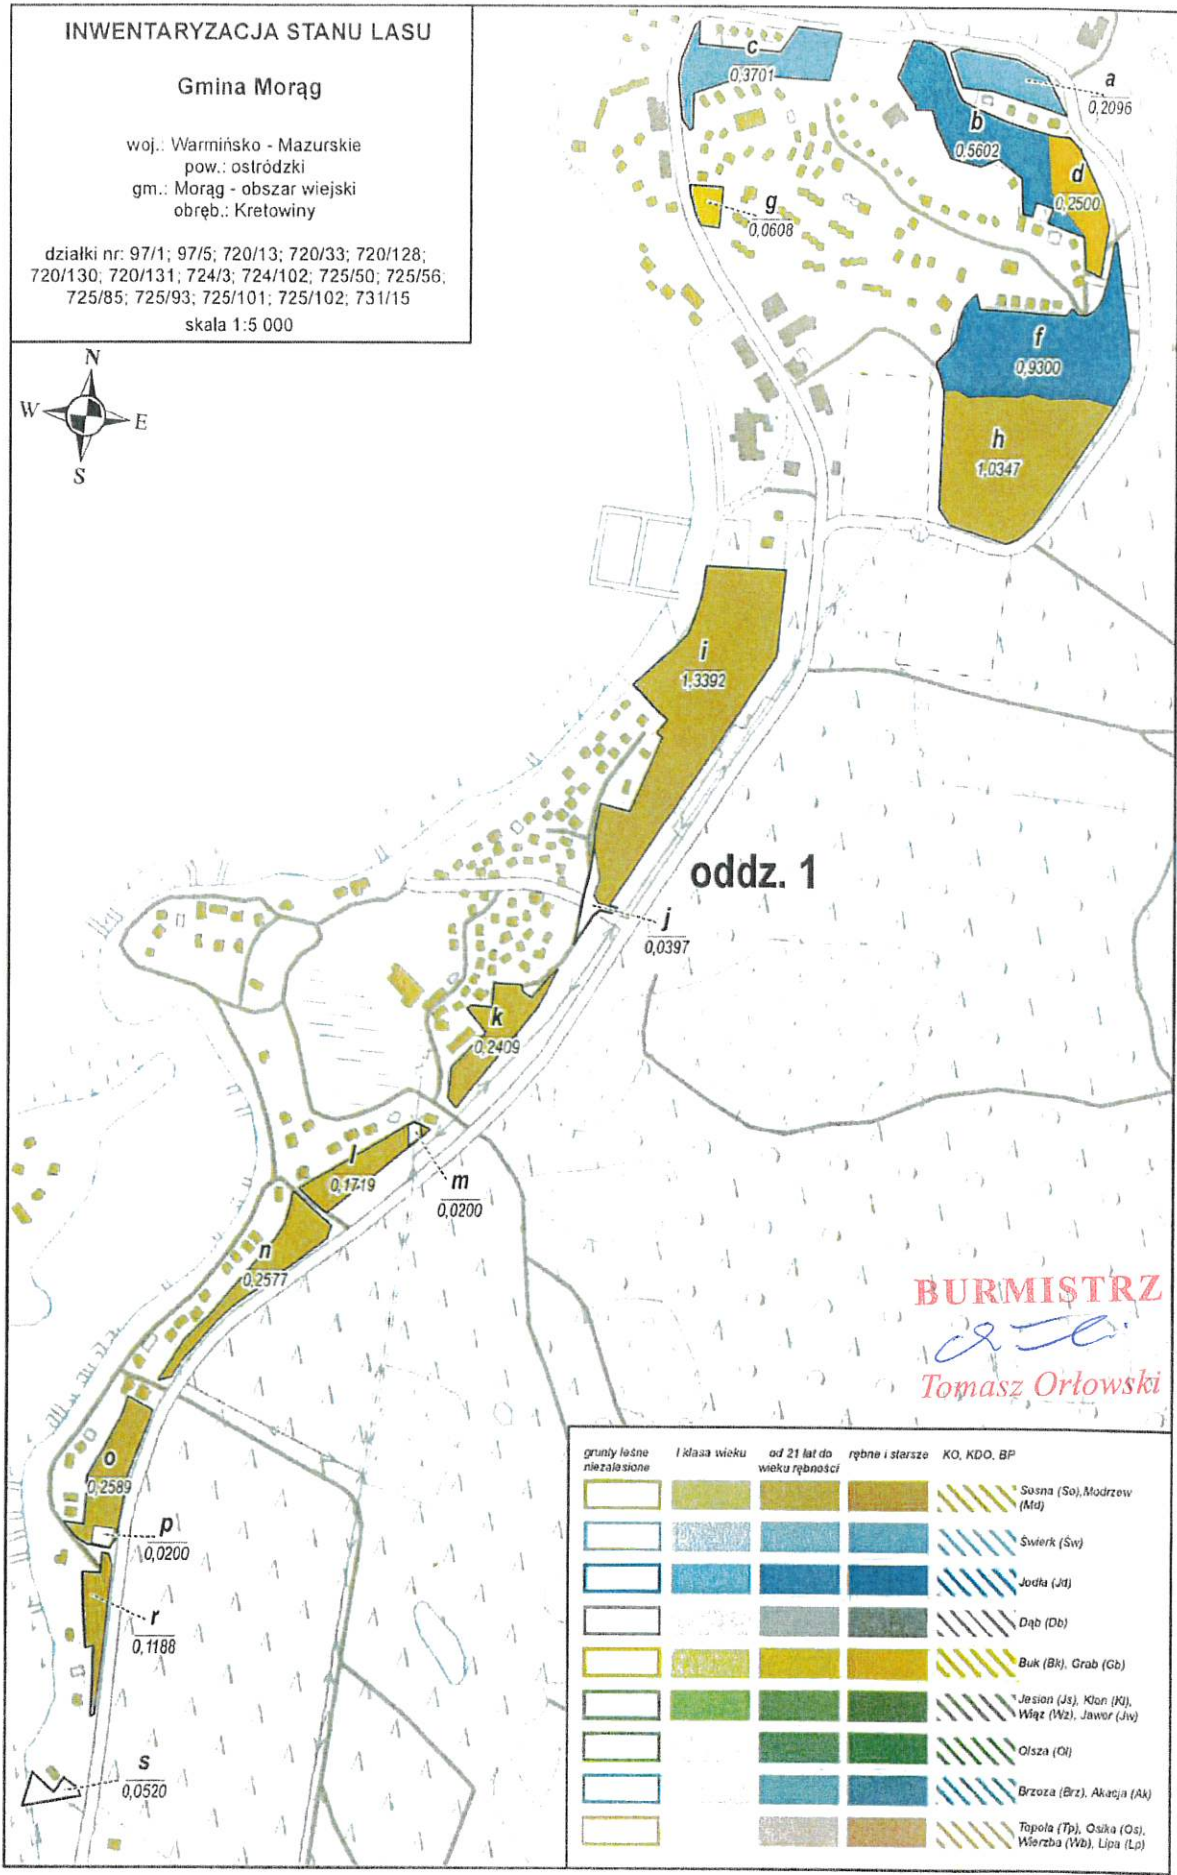 INWENTARYZACJA STANU LASU
Gmina Morąg
woj.: Warmińsko - Mazurskie
pow.: ostródzki
gm.: Morąg - obszar wiejski
obręb.: Kretowiny
działki nr: 97/1; 97/5; 720/13; 720/33; 720/128;
720/130; 720/131; 724/3; 724/102; 725/50; 725/56;
725/85; 725/93; 725/101; 725/102; 731/15
skala 1:5 000
N
W
E
S
c
0,3701
a
0,2096
b
0,5602
d
0,2500
g
0,0608
f
0,9300
h
1,0347
i
1,3392
oddz. 1
j
0,0397
k
0,2409
l
0,1719
m
0,0200
n
0,2577
o
0,2589
p
0,0200
r
0,1188
s
0,0520
BURMISTRZ
Tomasz Orłowski
grunty leśne
niezalesione
I klasa wieku
od 21 lat do
wieku rębności
rębne i starsze
KO, KDO, BP
Sosna (So),Modrzew
(Md)
Świerk (Św)
Jodła (Jd)
Dąb (Db)
Buk (Bk), Grab (Gb)
Jesion (Js), Klon (Kl),
Wiąz (Wz), Jawor (Jw)
Olsza (Ol)
Brzoza (Brz), Akacja (Ak)
Topola (Tp), Osika (Os),
Wierzba (Wb), Lipa (Lp)